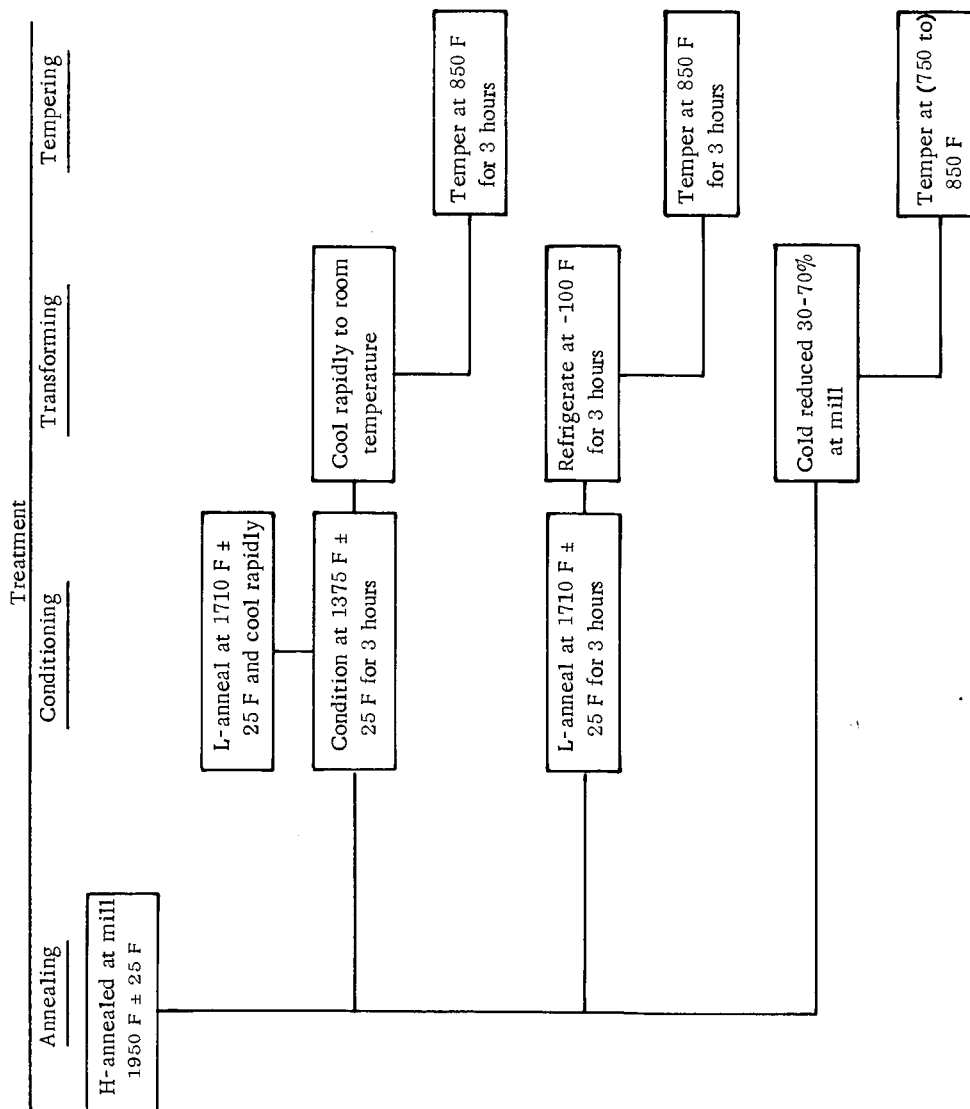 Treatment
Annealing
Conditioning
Transforming
Tempering
H-annealed at mill
1950 F ± 25 F
L-anneal at 1710 F ±
25 F and cool rapidly
Condition at 1375 F ±
25 F for 3 hours
Cool rapidly to room
temperature
Temper at 850 F
for 3 hours
L-anneal at 1710 F ±
25 F for 3 hours
Refrigerate at -100 F
for 3 hours
Temper at 850 F
for 3 hours
Cold reduced 30-70%
at mill
Temper at (750 to)
850 F